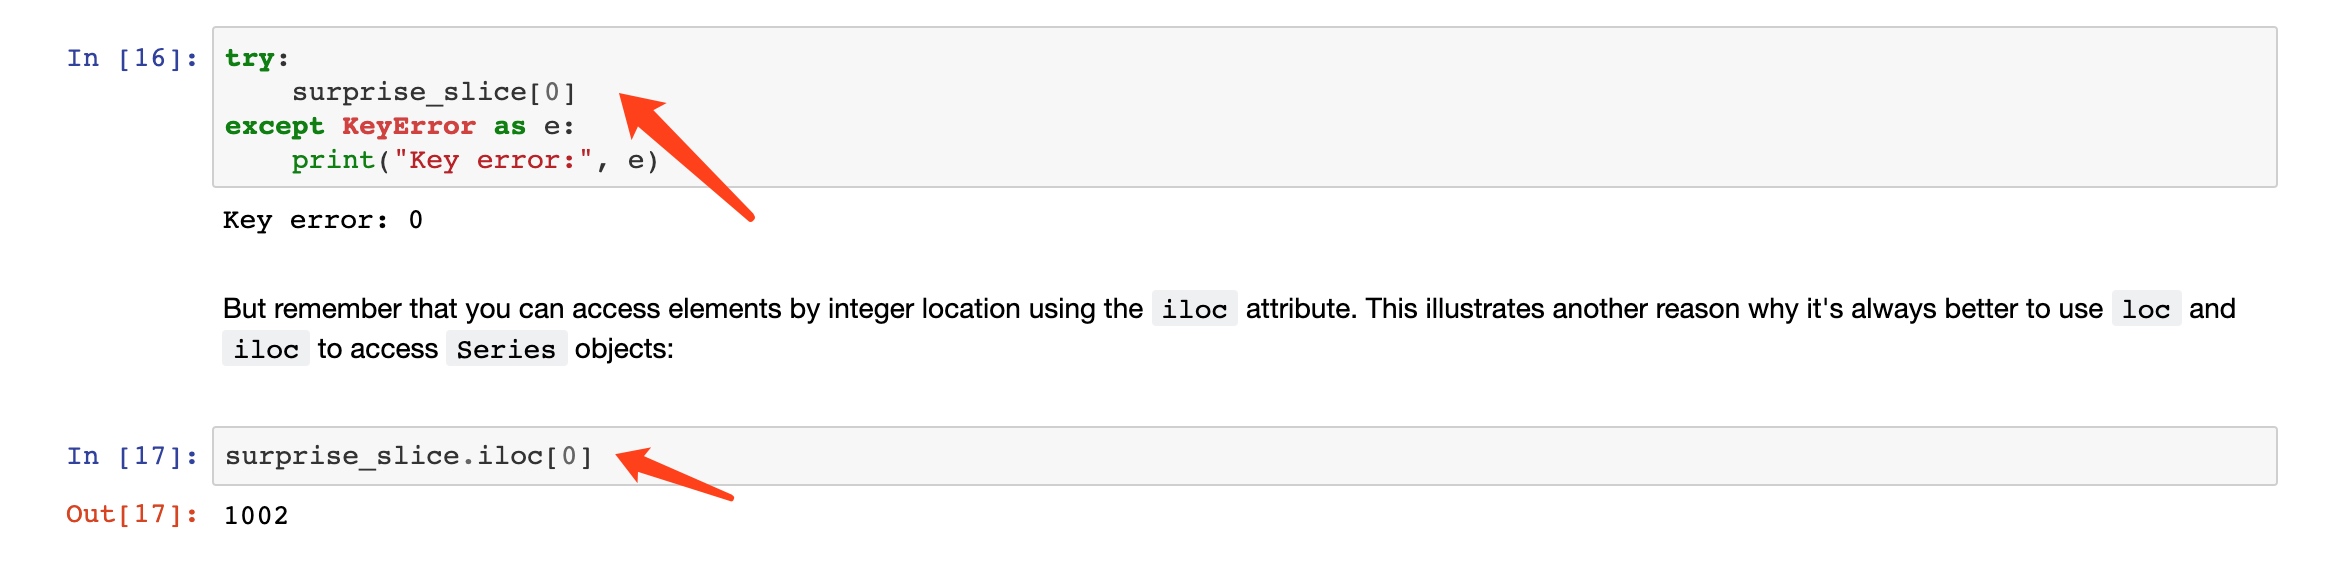 In [16]: try:
    surprise_slice[0]
except KeyError as e:
    print("Key error:", e)
Key error: 0
But remember that you can access elements by integer location using the iloc attribute. This illustrates another reason why it's always better to use loc and
iloc to access Series objects:
In [17]: surprise_slice.iloc[0]
Out[17]: 1002